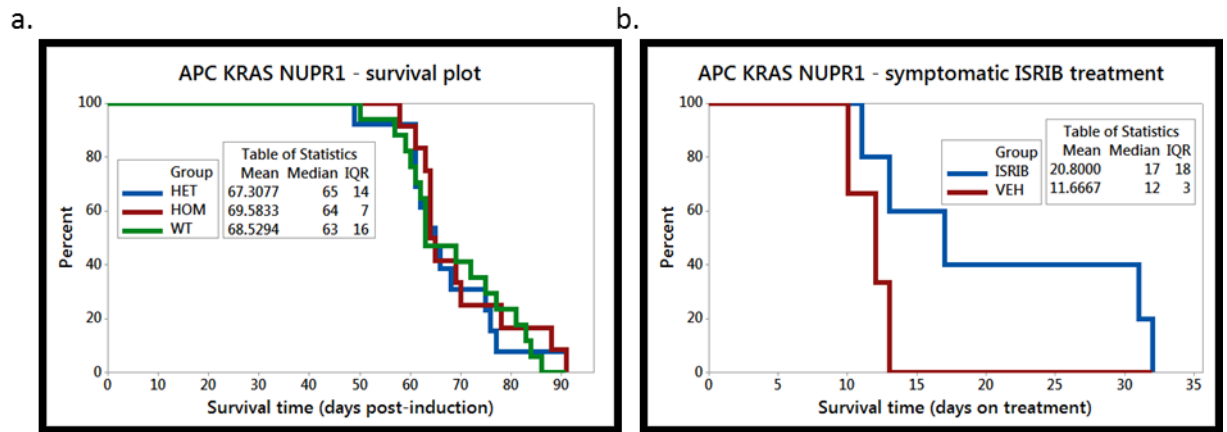 a.
APC KRAS NUPR1 - survival plot
100
80
60
40
20
0
Percent
Group
HET
HOM
WT
Table of Statistics
Mean Median IQR
67.3077 65 14
69.5833 64 7
68.5294 63 16
0 10 20 30 40 50 60 70 80 90
Survival time (days post-induction)
b.
APC KRAS NUPR1 - symptomatic ISRIB treatment
100
80
60
40
20
0
Percent
Group
ISRIB
VEH
Table of Statistics
Mean Median IQR
20.8000 17 18
11.6667 12 3
0 5 10 15 20 25 30 35
Survival time (days on treatment)